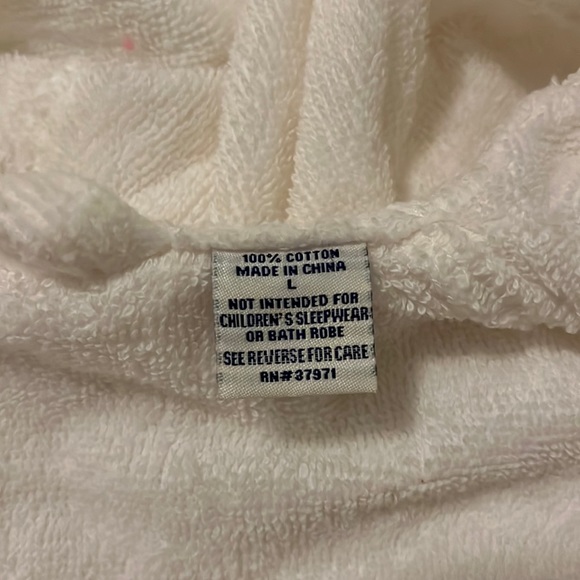 100% COTTON
MADE IN CHINA
L
NOT INTENDED FOR
CHILDREN'S SLEEPWEAR
OR BATH ROBE
SEE REVERSE FOR CARE
RN#37971